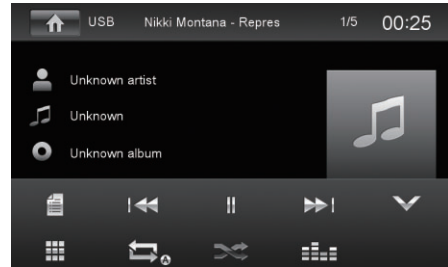 USB Nikki Montana - Repres 1/5 00:25
Unknown artist
Unknown
Unknown album
A